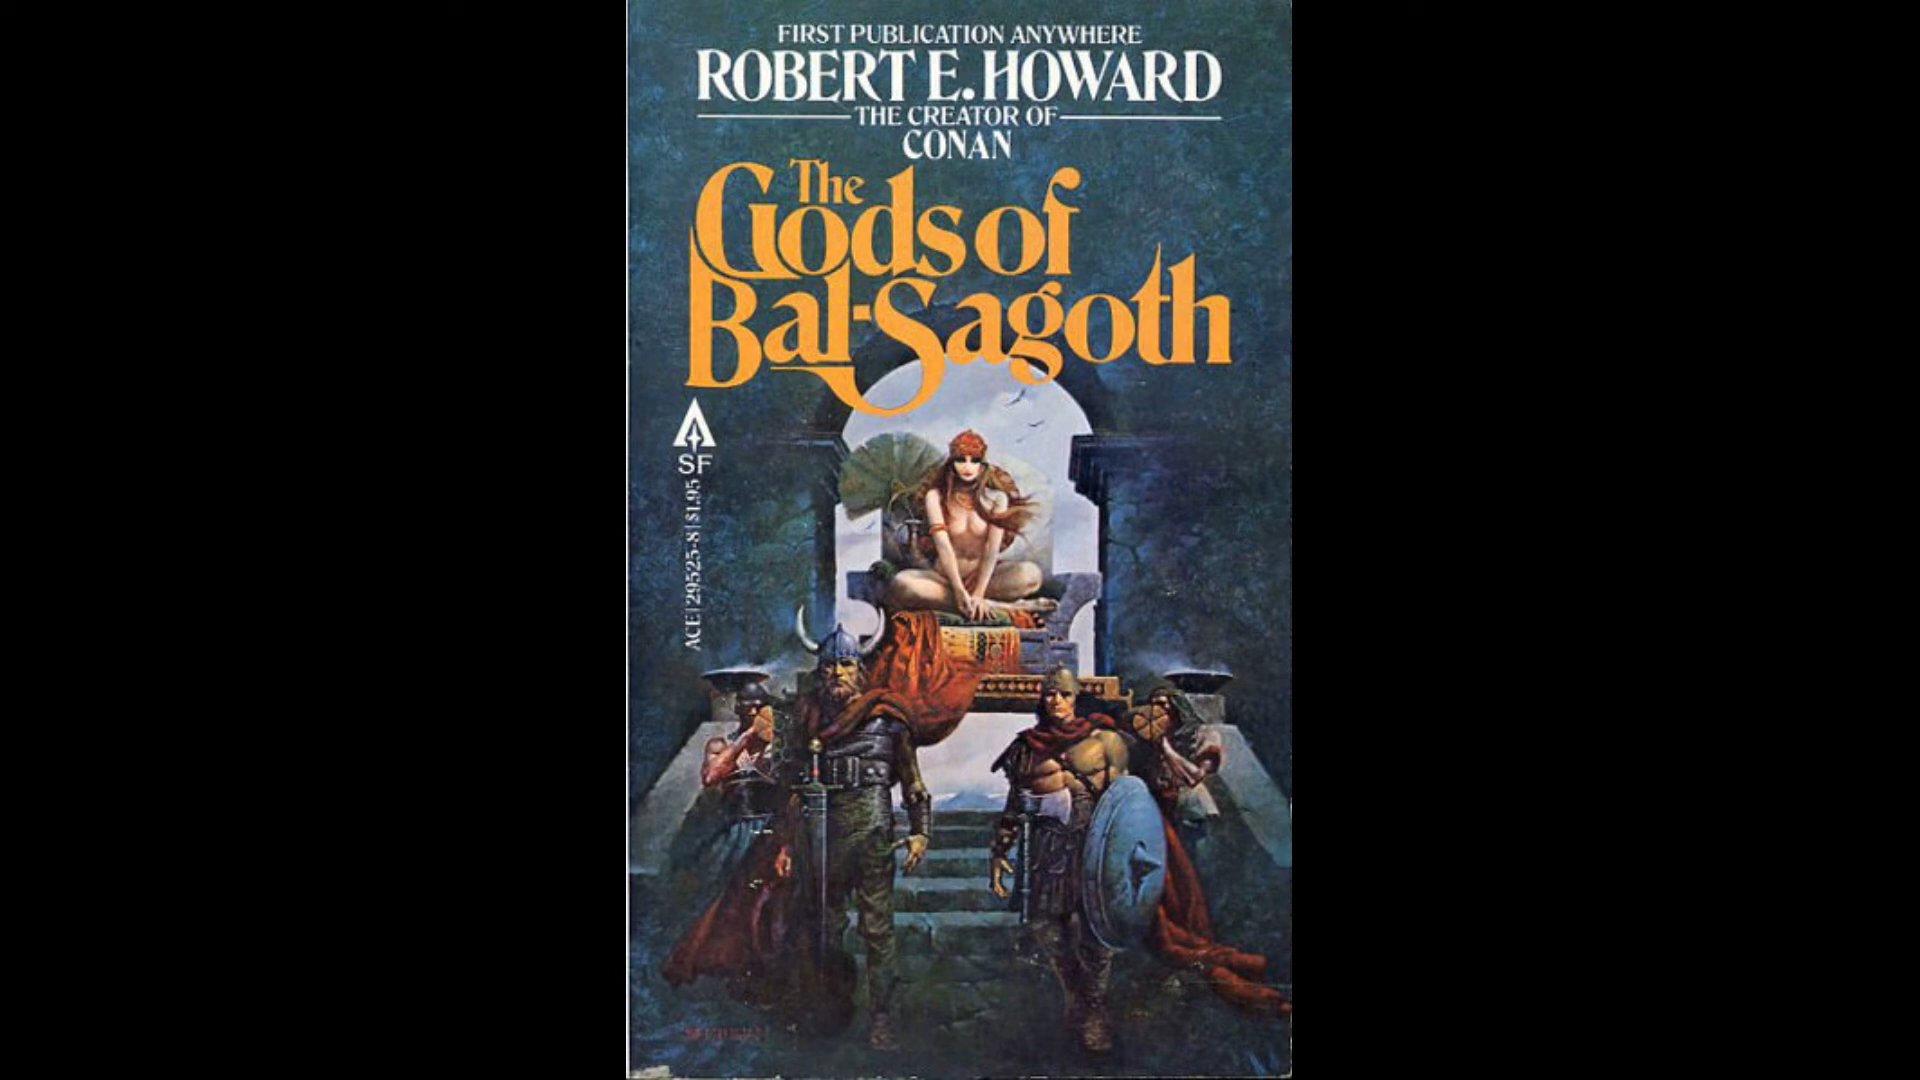 FIRST PUBLICATION ANYWHERE
ROBERT E. HOWARD
THE CREATOR OF
CONAN
The
Gods of
Bal-Sagoth
SF
ACE | 29525-8 | $1.95